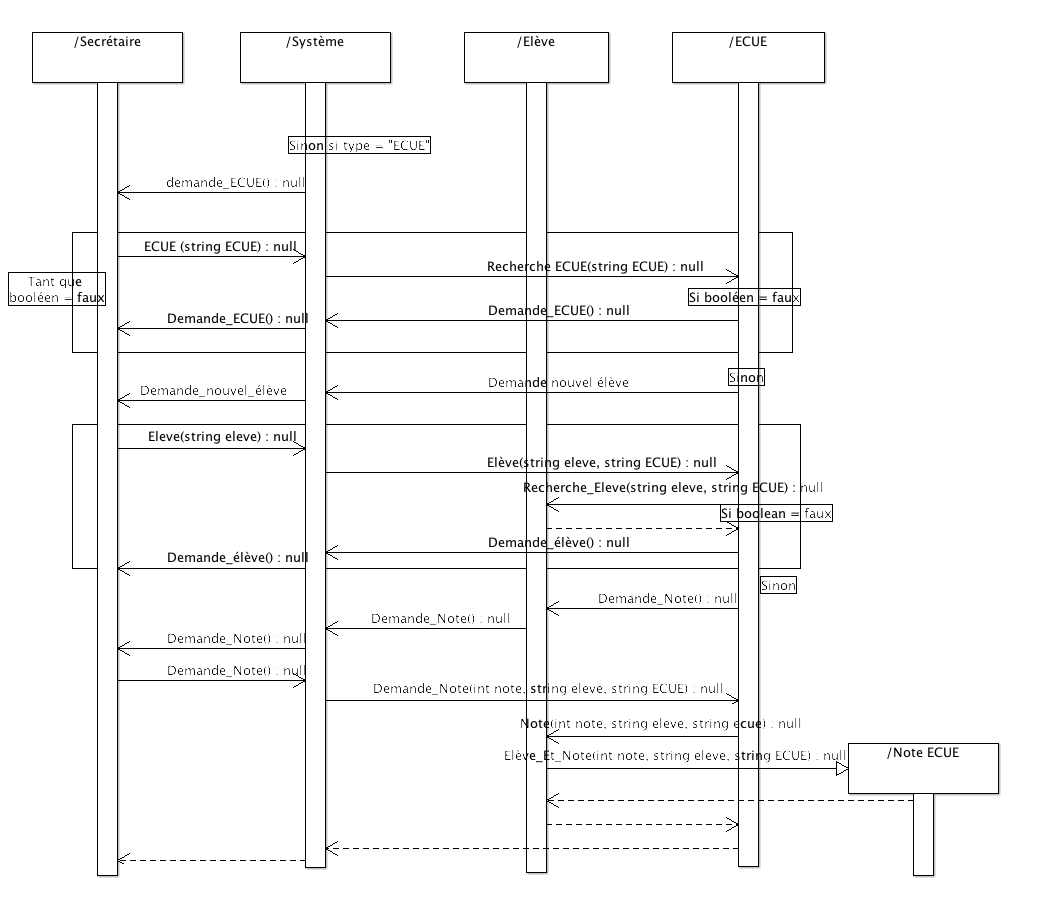 /Secrétaire
/Système
/Elève
/ECUE
Sinon si type = "ECUE"
demande_ECUE() : null
ECUE (string ECUE) : null
Recherche ECUE(string ECUE) : null
Tant que
booléen = faux
Si booléen = faux
Demande_ECUE() : null
Demande_ECUE() : null
Sinon
Demande nouvel élève
Demande_nouvel_élève
Eleve(string eleve) : null
Elève(string eleve, string ECUE) : null
Recherche_Eleve(string eleve, string ECUE) : null
Si boolean = faux
Demande_élève() : null
Demande_élève() : null
Sinon
Demande_Note() : null
Demande_Note() : null
Demande_Note() : null
Demande_Note() : null
Demande_Note(int note, string eleve, string ECUE) : null
Note(int note, string eleve, string ecue) : null
Elève_Et_Note(int note, string eleve, string ECUE) : null
/Note ECUE